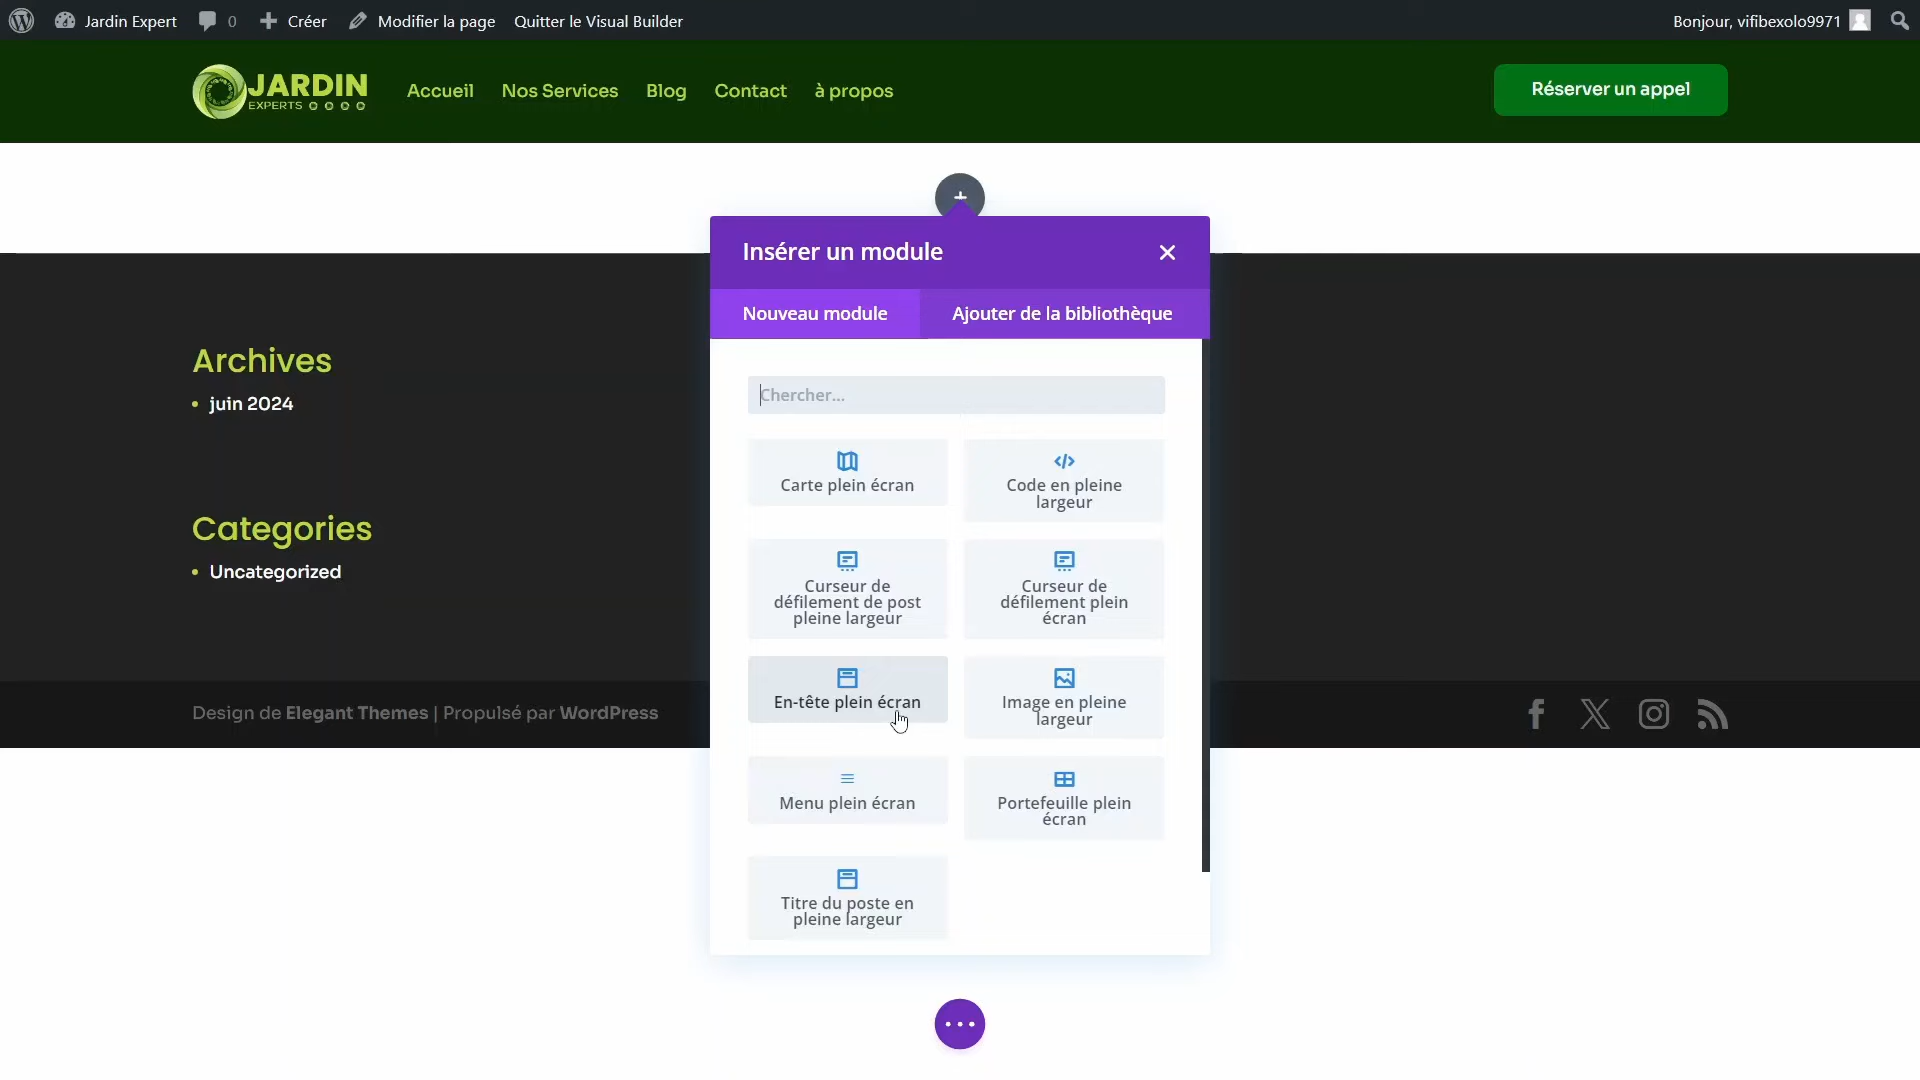 Jardin Expert
0
Créer
Modifier la page
Quitter le Visual Builder
Bonjour, vifibexolo9971
JARDIN
EXPERTS
Accueil
Nos Services
Blog
Contact
à propos
Réserver un appel
Insérer un module
Nouveau module
Ajouter de la bibliothèque
Chercher...
Carte plein écran
Code en pleine
largeur
Curseur de
défilement de post
pleine largeur
Curseur de
défilement plein
écran
En-tête plein écran
Image en pleine
largeur
Menu plein écran
Portefeuille plein
écran
Titre du poste en
pleine largeur
Archives
juin 2024
Categories
Uncategorized
Design de Elegant Themes | Propulsé par WordPress